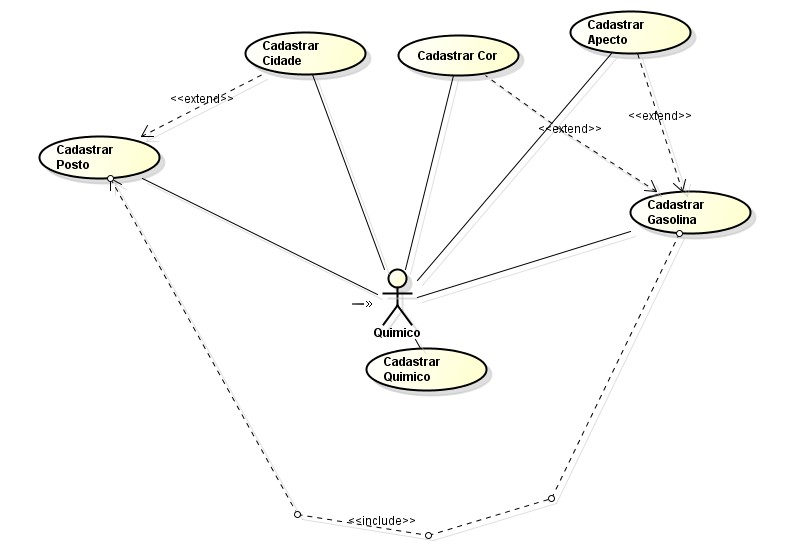 Cadastrar
Cidade
Cadastrar Cor
Cadastrar
Apecto
<<extend>>
<<extend>>
<<extend>>
Cadastrar
Posto
Cadastrar
Gasolina
Quimico
Cadastrar
Quimico
<<include>>